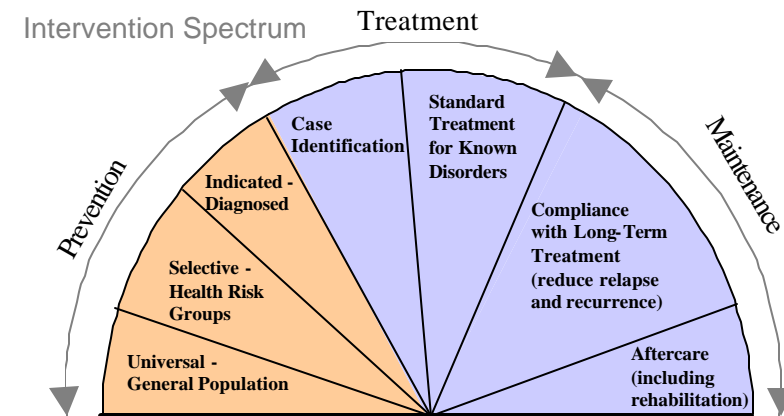 Intervention Spectrum
Treatment
Prevention
Maintenance
Case
Identification
Standard
Treatment
for Known
Disorders
Indicated -
Diagnosed
Compliance
with Long-Term
Treatment
(reduce relapse
and recurrence)
Selective -
Health Risk
Groups
Universal -
General Population
Aftercare
(including
rehabilitation)